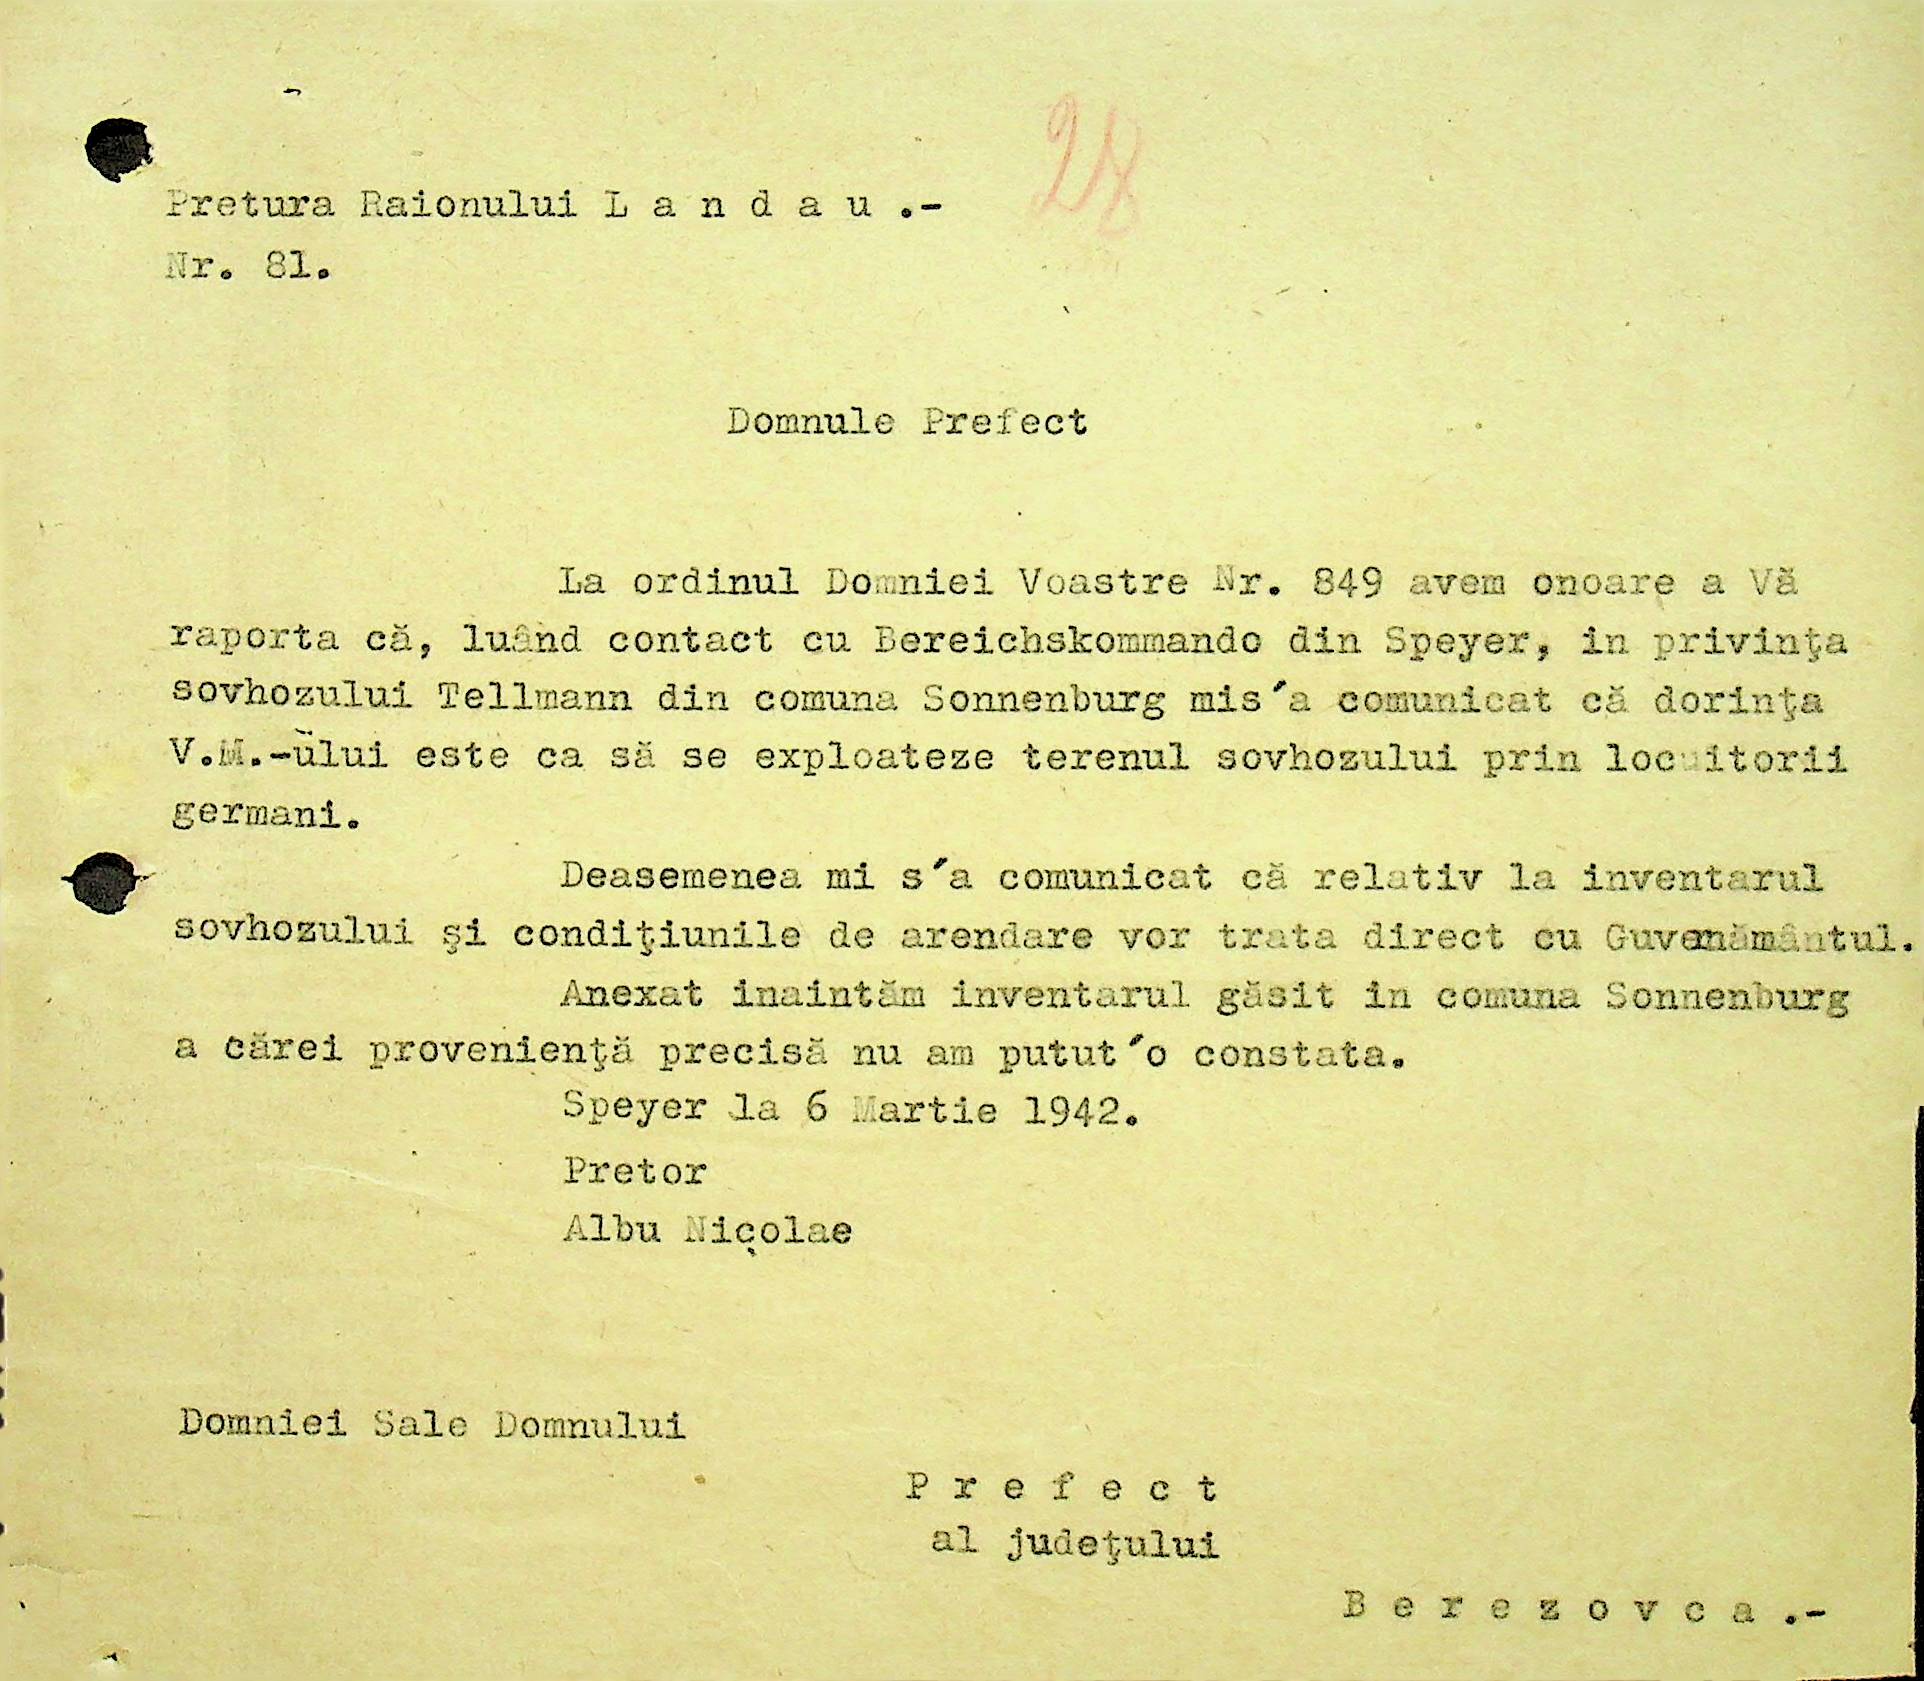 28
Pretura Raionului L a n d a u .-
Nr. 81.
Domnule Prefect
La ordinul Domniei Voastre Nr. 849 avem onoare a Vă
raporta că, luând contact cu Bereichskommando din Speyer, in privinţa
sovhozului Tellmann din comuna Sonnenburg mis'a comunicat că dorinţa
V.M.-ului este ca să se exploateze terenul sovhozului prin locuitorii
germani.
Deasemenea mi s'a comunicat că relativ la inventarul
sovhozului şi condiţiunile de arendare vor trata direct cu Guvenământul.
Anexat inaintăm inventarul găsit in comuna Sonnenburg
a cărei provenienţă precisă nu am putut'o constata.
Speyer la 6 Martie 1942.
Pretor
Albu Nicolae
Domniei Sale Domnului
P r e f e c t
al judeţului
B e r e z o v c a .-